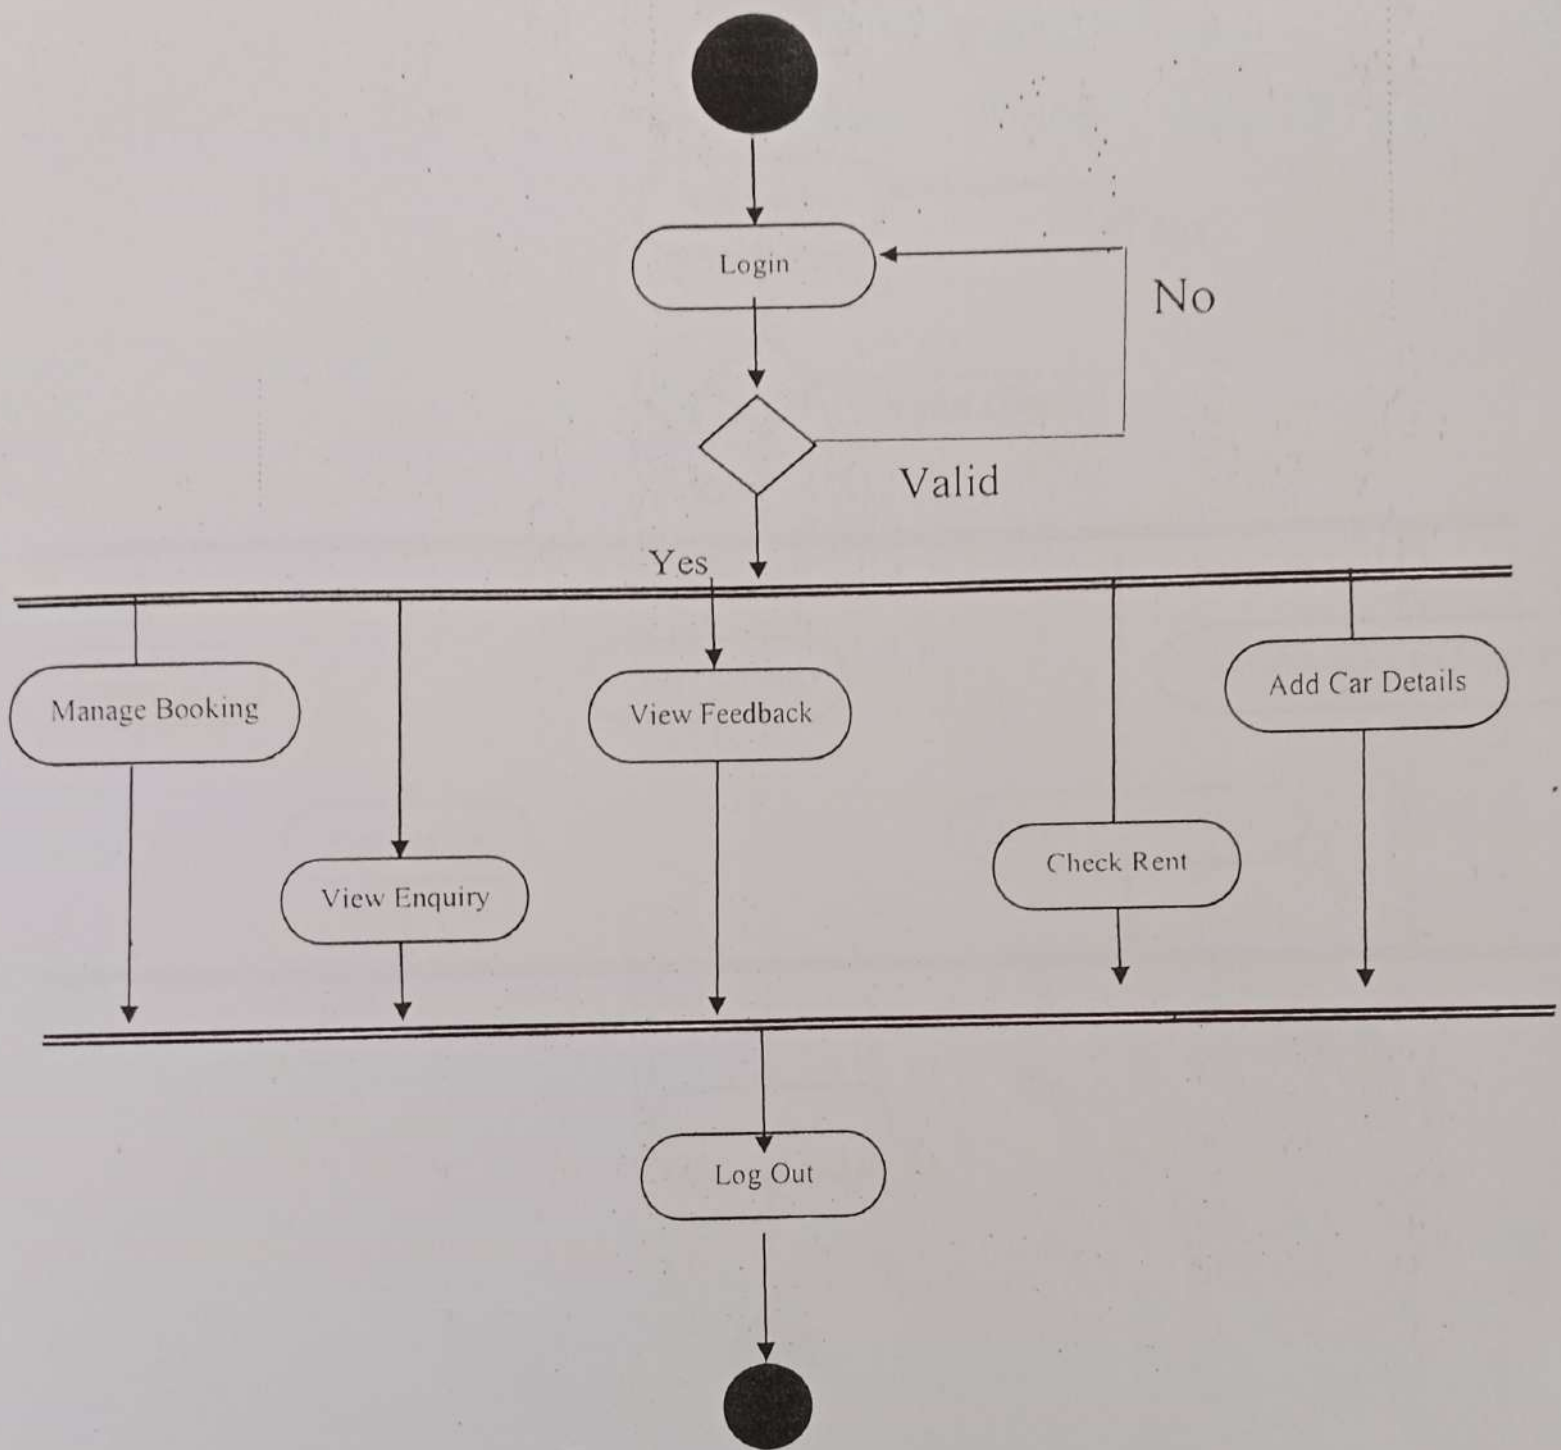 Login
No
Valid
Yes
Manage Booking
View Feedback
Add Car Details
View Enquiry
Check Rent
Log Out